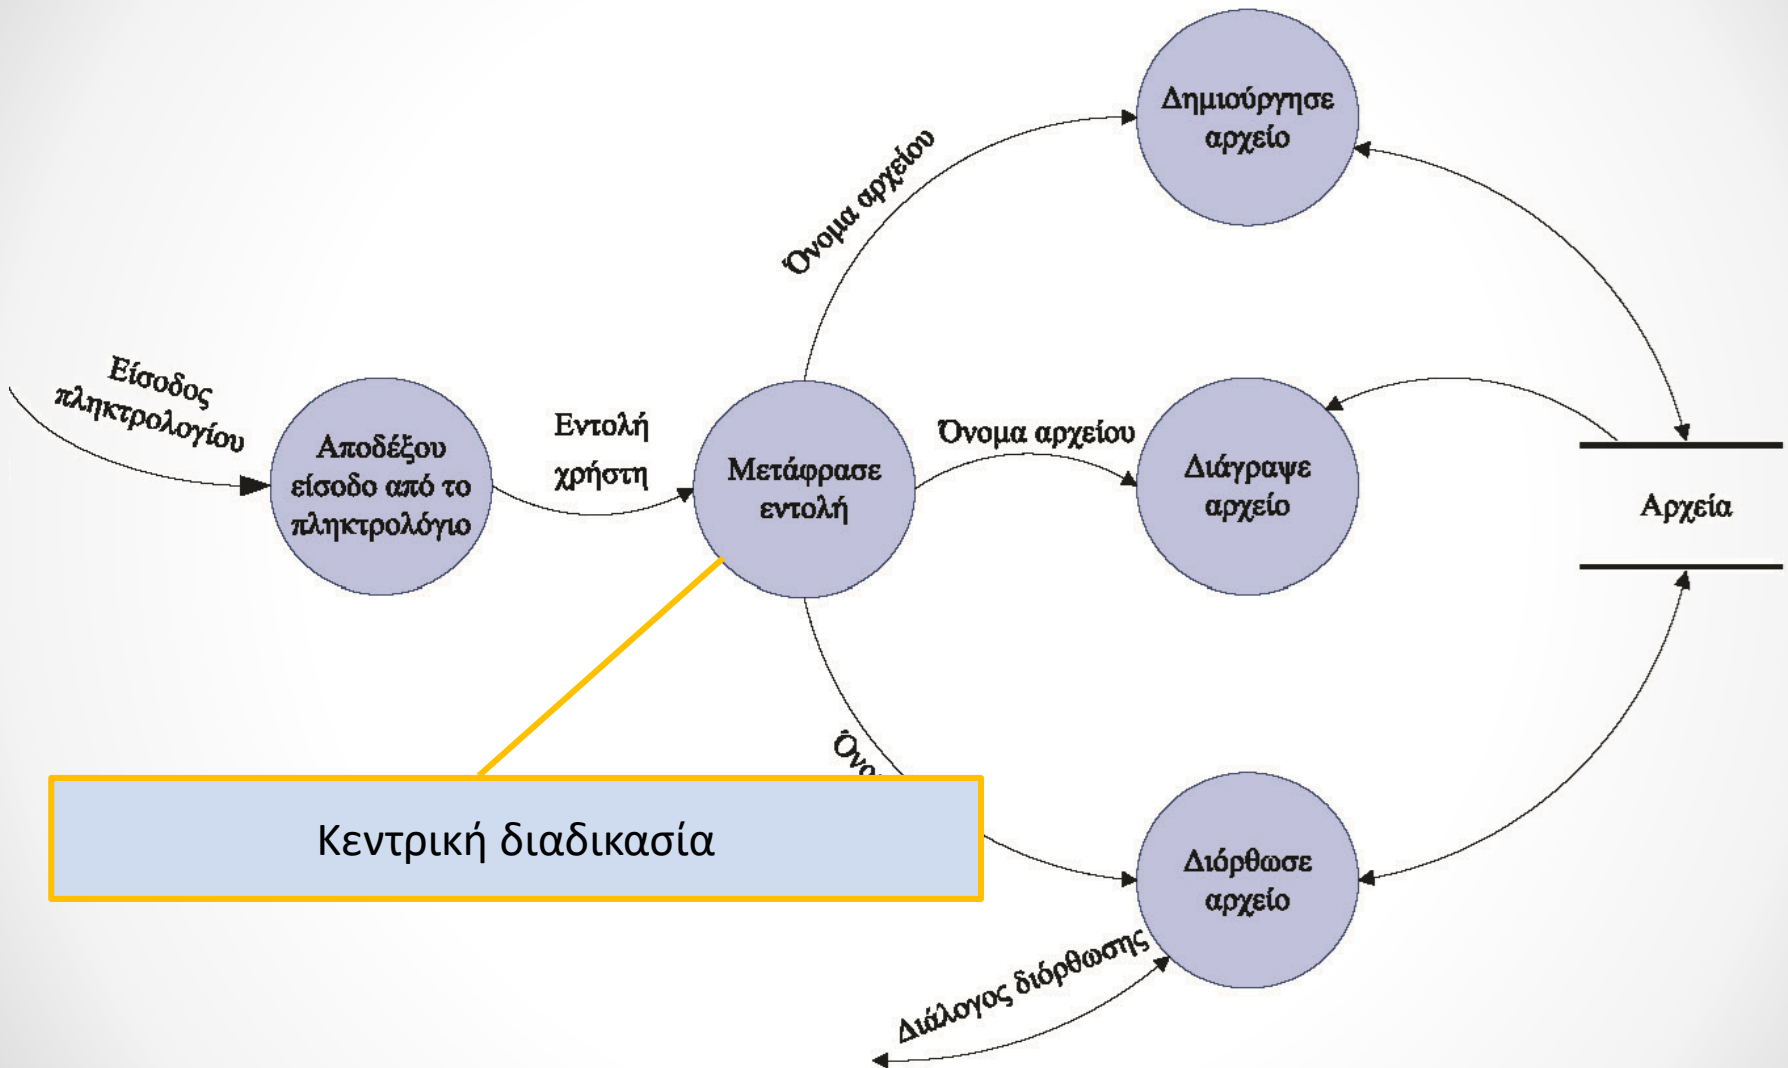 Δημιούργησε
αρχείο
Όνομα αρχείου
Είσοδος
πληκτρολογίου
Αποδέξου
είσοδο από το
πληκτρολόγιο
Εντολή
χρήστη
Μετάφρασε
εντολή
Όνομα αρχείου
Διάγραψε
αρχείο
Αρχεία
Κεντρική διαδικασία
Διόρθωσε
αρχείο
Διάλογος διόρθωσης